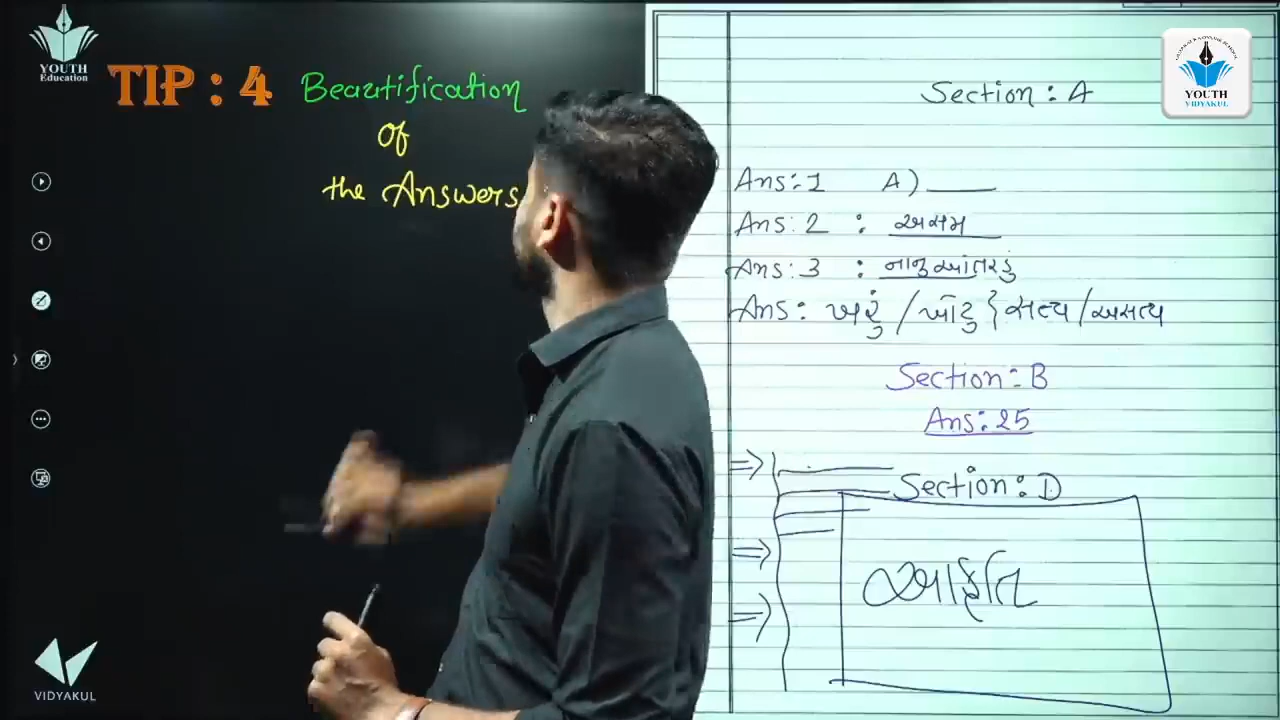 YOUTH
Education
TIP : 4
Beautification
of
the Answers
YOUTH
VIDYAKUL
Section : A
Ans: 1 A)
Ans: 2 : અસમ
Ans: 3 : નાનુ આંતરડું
Ans: ખરું / ખોટુ } સત્ય / અસત્ય
Section : B
Ans: 25
Section : D
આકૃતિ
VIDYAKUL